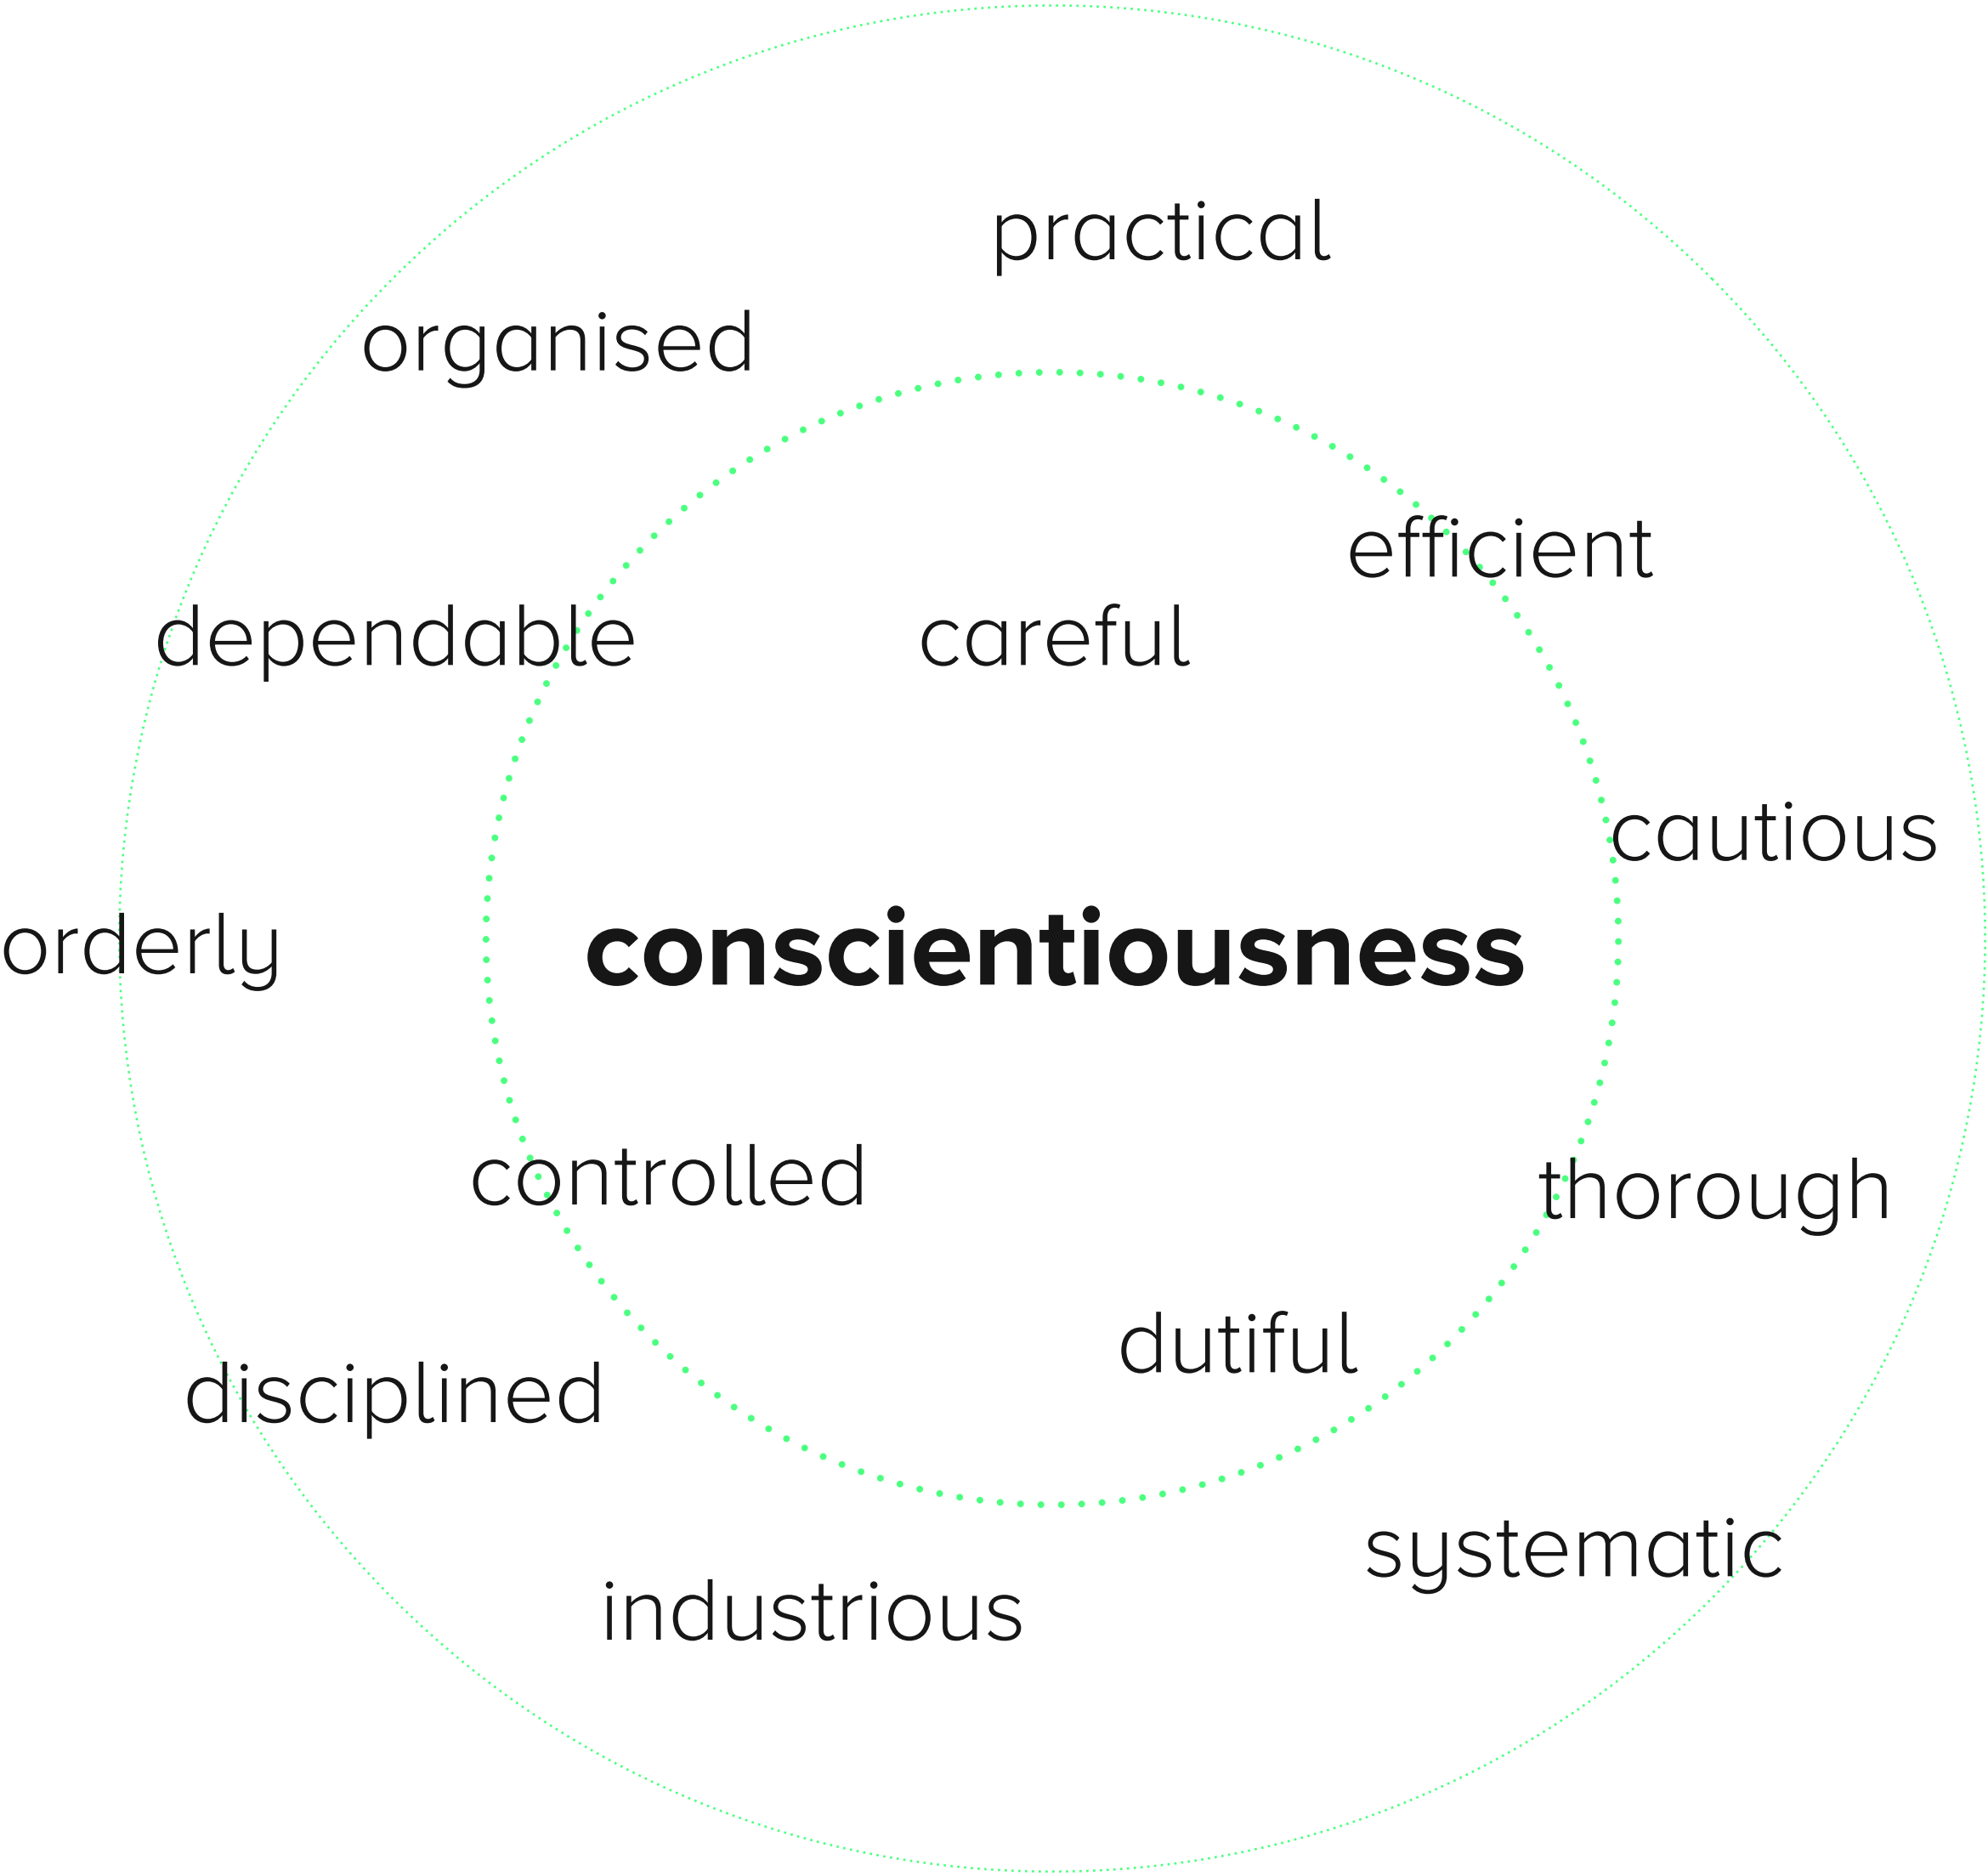 practical
organised
efficient
dependable
careful
cautious
orderly
conscientiousness
controlled
thorough
dutiful
disciplined
systematic
industrious